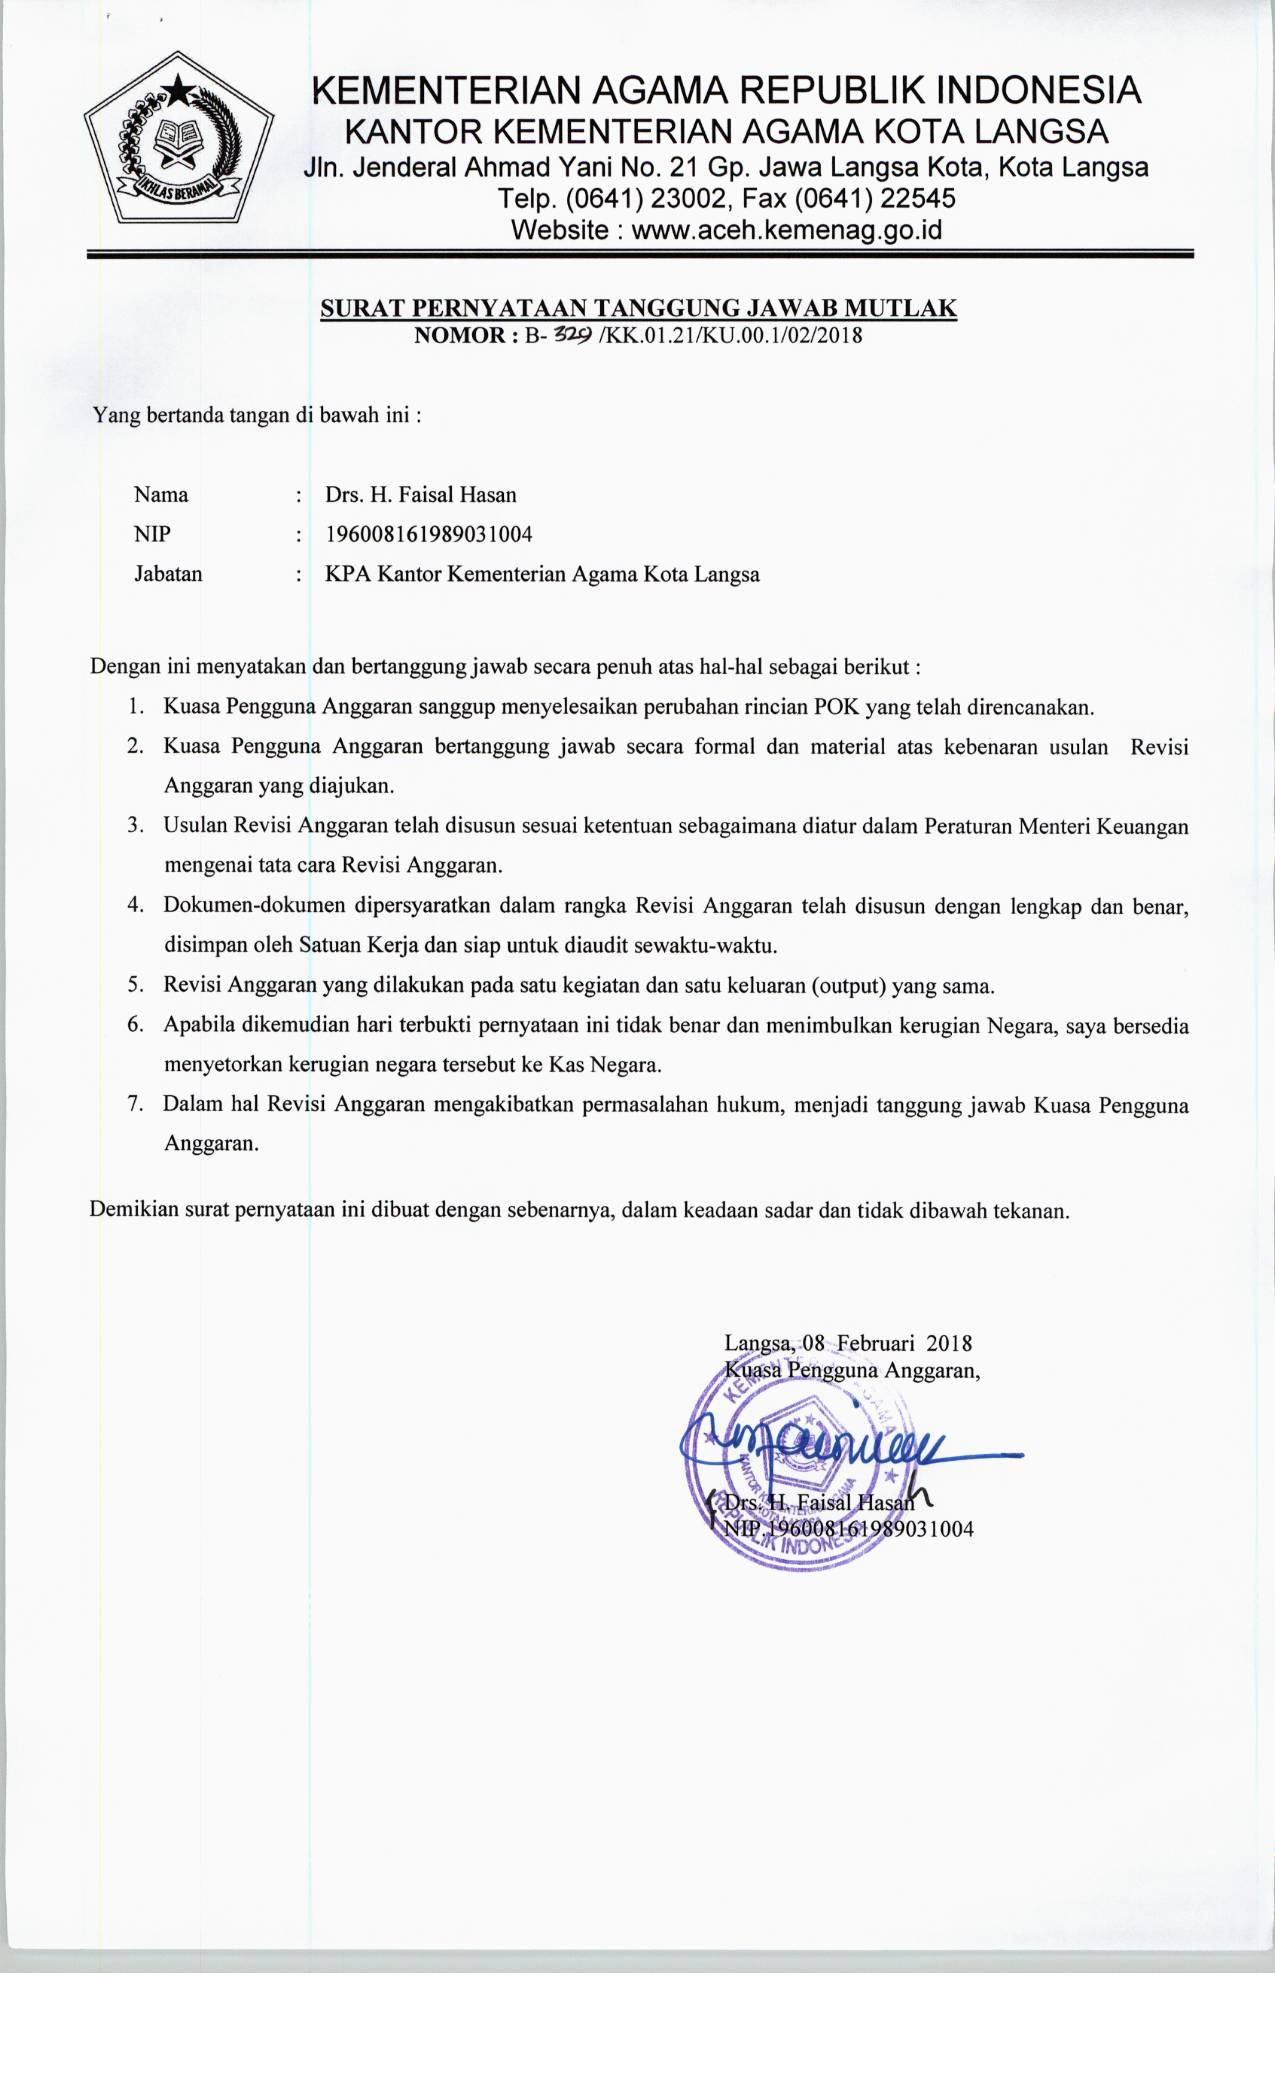 KEMENTERIAN AGAMA REPUBLIK INDONESIA
KANTOR KEMENTERIAN AGAMA KOTA LANGSA
Jln. Jenderal Ahmad Yani No. 21 Gp. Jawa Langsa Kota, Kota Langsa
Telp. (0641) 23002, Fax (0641) 22545
Website : www.aceh.kemenag.go.id
IKHLAS BERAMAL
SURAT PERNYATAAN TANGGUNG JAWAB MUTLAK
NOMOR : B- 329 /KK.01.21/KU.00.1/02/2018
Yang bertanda tangan di bawah ini :
Nama : Drs. H. Faisal Hasan
NIP : 196008161989031004
Jabatan : KPA Kantor Kementerian Agama Kota Langsa
Dengan ini menyatakan dan bertanggung jawab secara penuh atas hal-hal sebagai berikut :
1. Kuasa Pengguna Anggaran sanggup menyelesaikan perubahan rincian POK yang telah direncanakan.
2. Kuasa Pengguna Anggaran bertanggung jawab secara formal dan material atas kebenaran usulan Revisi
Anggaran yang diajukan.
3. Usulan Revisi Anggaran telah disusun sesuai ketentuan sebagaimana diatur dalam Peraturan Menteri Keuangan
mengenai tata cara Revisi Anggaran.
4. Dokumen-dokumen dipersyaratkan dalam rangka Revisi Anggaran telah disusun dengan lengkap dan benar,
disimpan oleh Satuan Kerja dan siap untuk diaudit sewaktu-waktu.
5. Revisi Anggaran yang dilakukan pada satu kegiatan dan satu keluaran (output) yang sama.
6. Apabila dikemudian hari terbukti pernyataan ini tidak benar dan menimbulkan kerugian Negara, saya bersedia
menyetorkan kerugian negara tersebut ke Kas Negara.
7. Dalam hal Revisi Anggaran mengakibatkan permasalahan hukum, menjadi tanggung jawab Kuasa Pengguna
Anggaran.
Demikian surat pernyataan ini dibuat dengan sebenarnya, dalam keadaan sadar dan tidak dibawah tekanan.
Langsa, 08 Februari 2018
Kuasa Pengguna Anggaran,
KEMENTERIAN AGAMA
KANTOR KEMENTERIAN AGAMA
KOTA LANGSA
REPUBLIK INDONESIA
Drs. H. Faisal Hasan
NIP.196008161989031004